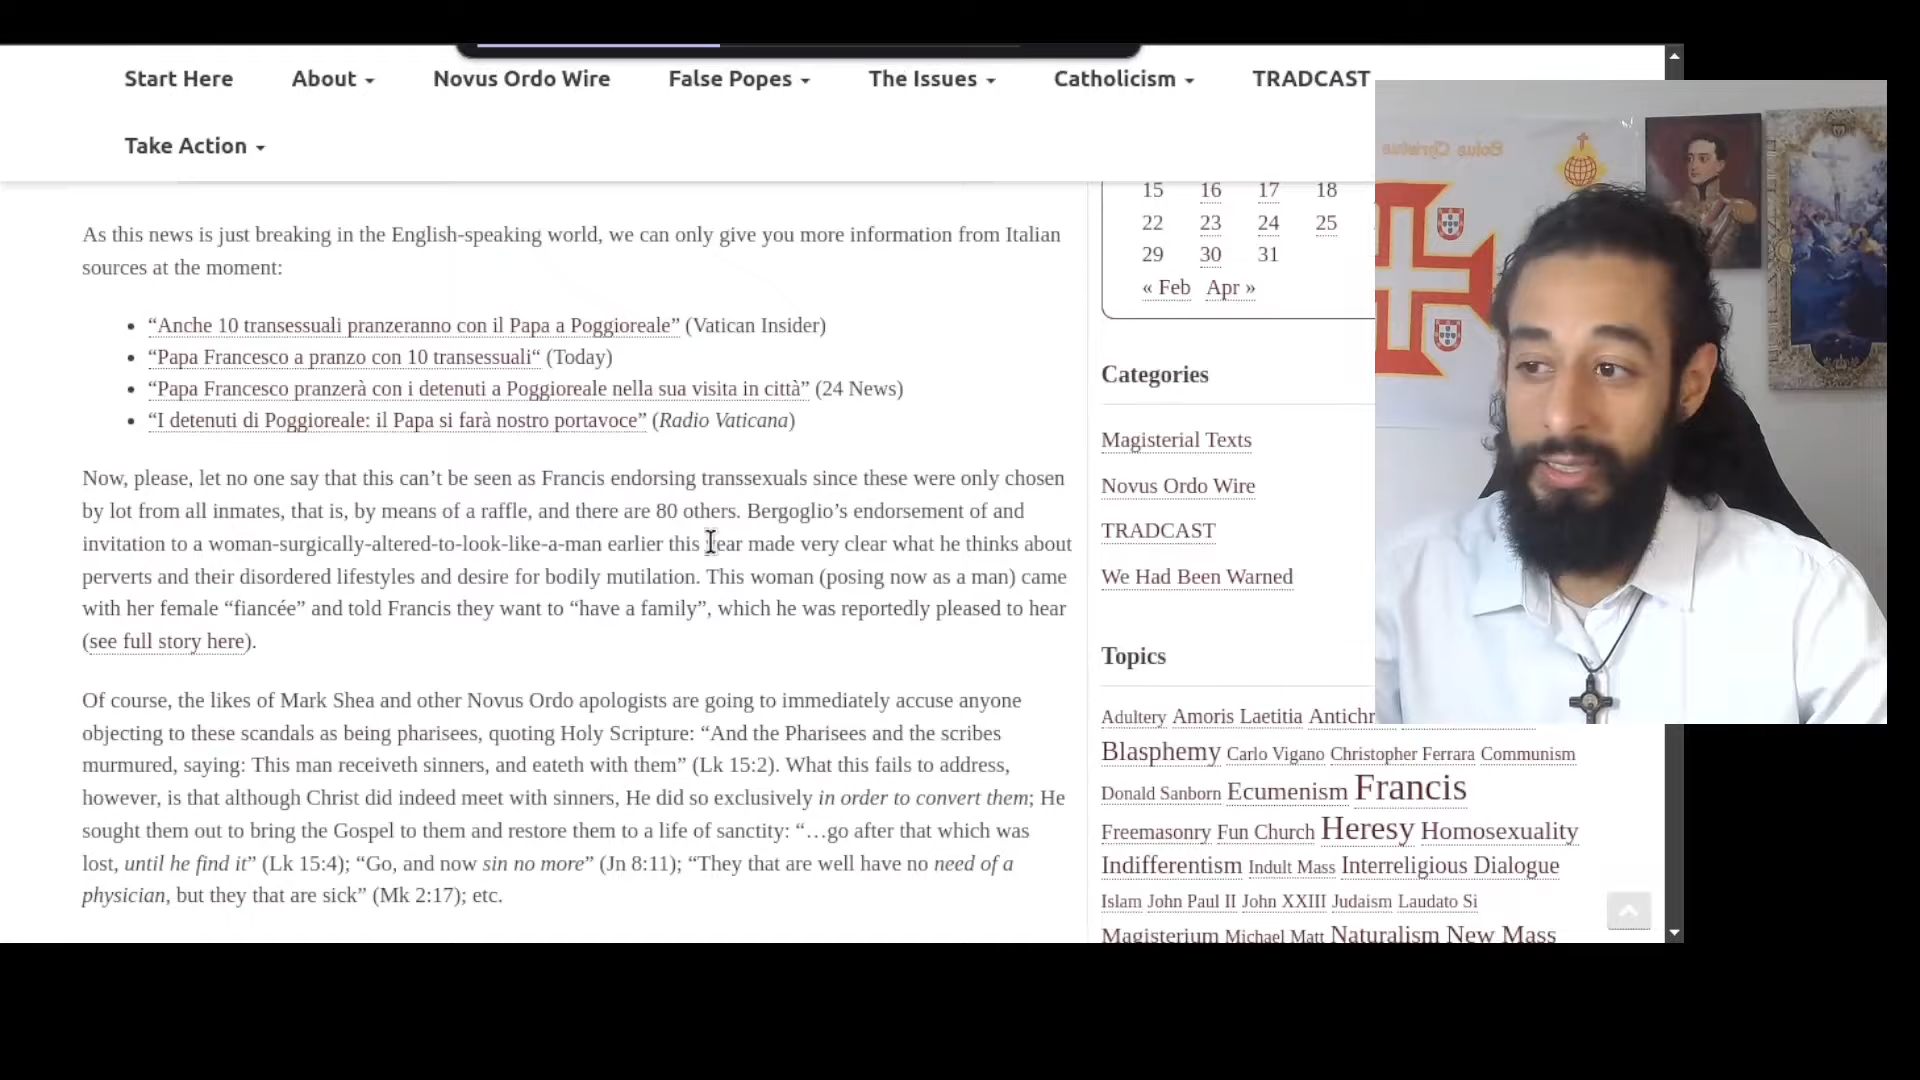 Start Here
About
Novus Ordo Wire
False Popes
The Issues
Catholicism
TRADCAST
Take Action
As this news is just breaking in the English-speaking world, we can only give you more information from Italian
sources at the moment:
• “Anche 10 transessuali pranzeranno con il Papa a Poggioreale” (Vatican Insider)
• “Papa Francesco a pranzo con 10 transessuali“ (Today)
• “Papa Francesco pranzerà con i detenuti a Poggioreale nella sua visita in città” (24 News)
• “I detenuti di Poggioreale: il Papa si farà nostro portavoce” (Radio Vaticana)
Now, please, let no one say that this can’t be seen as Francis endorsing transsexuals since these were only chosen
by lot from all inmates, that is, by means of a raffle, and there are 80 others. Bergoglio’s endorsement of and
invitation to a woman-surgically-altered-to-look-like-a-man earlier this year made very clear what he thinks about
perverts and their disordered lifestyles and desire for bodily mutilation. This woman (posing now as a man) came
with her female “fiancée” and told Francis they want to “have a family”, which he was reportedly pleased to hear
(see full story here).
Of course, the likes of Mark Shea and other Novus Ordo apologists are going to immediately accuse anyone
objecting to these scandals as being pharisees, quoting Holy Scripture: “And the Pharisees and the scribes
murmured, saying: This man receiveth sinners, and eateth with them” (Lk 15:2). What this fails to address,
however, is that although Christ did indeed meet with sinners, He did so exclusively in order to convert them; He
sought them out to bring the Gospel to them and restore them to a life of sanctity: “…go after that which was
lost, until he find it” (Lk 15:4); “Go, and now sin no more” (Jn 8:11); “They that are well have no need of a
physician, but they that are sick” (Mk 2:17); etc.
15 16 17 18
22 23 24 25
29 30 31
« Feb Apr »
Categories
Magisterial Texts
Novus Ordo Wire
TRADCAST
We Had Been Warned
Topics
Adultery Amoris Laetitia Antichr
Blasphemy Carlo Vigano Christopher Ferrara Communism
Donald Sanborn Ecumenism Francis
Freemasonry Fun Church Heresy Homosexuality
Indifferentism Indult Mass Interreligious Dialogue
Islam John Paul II John XXIII Judaism Laudato Si
Magisterium Michael Matt Naturalism New Mass